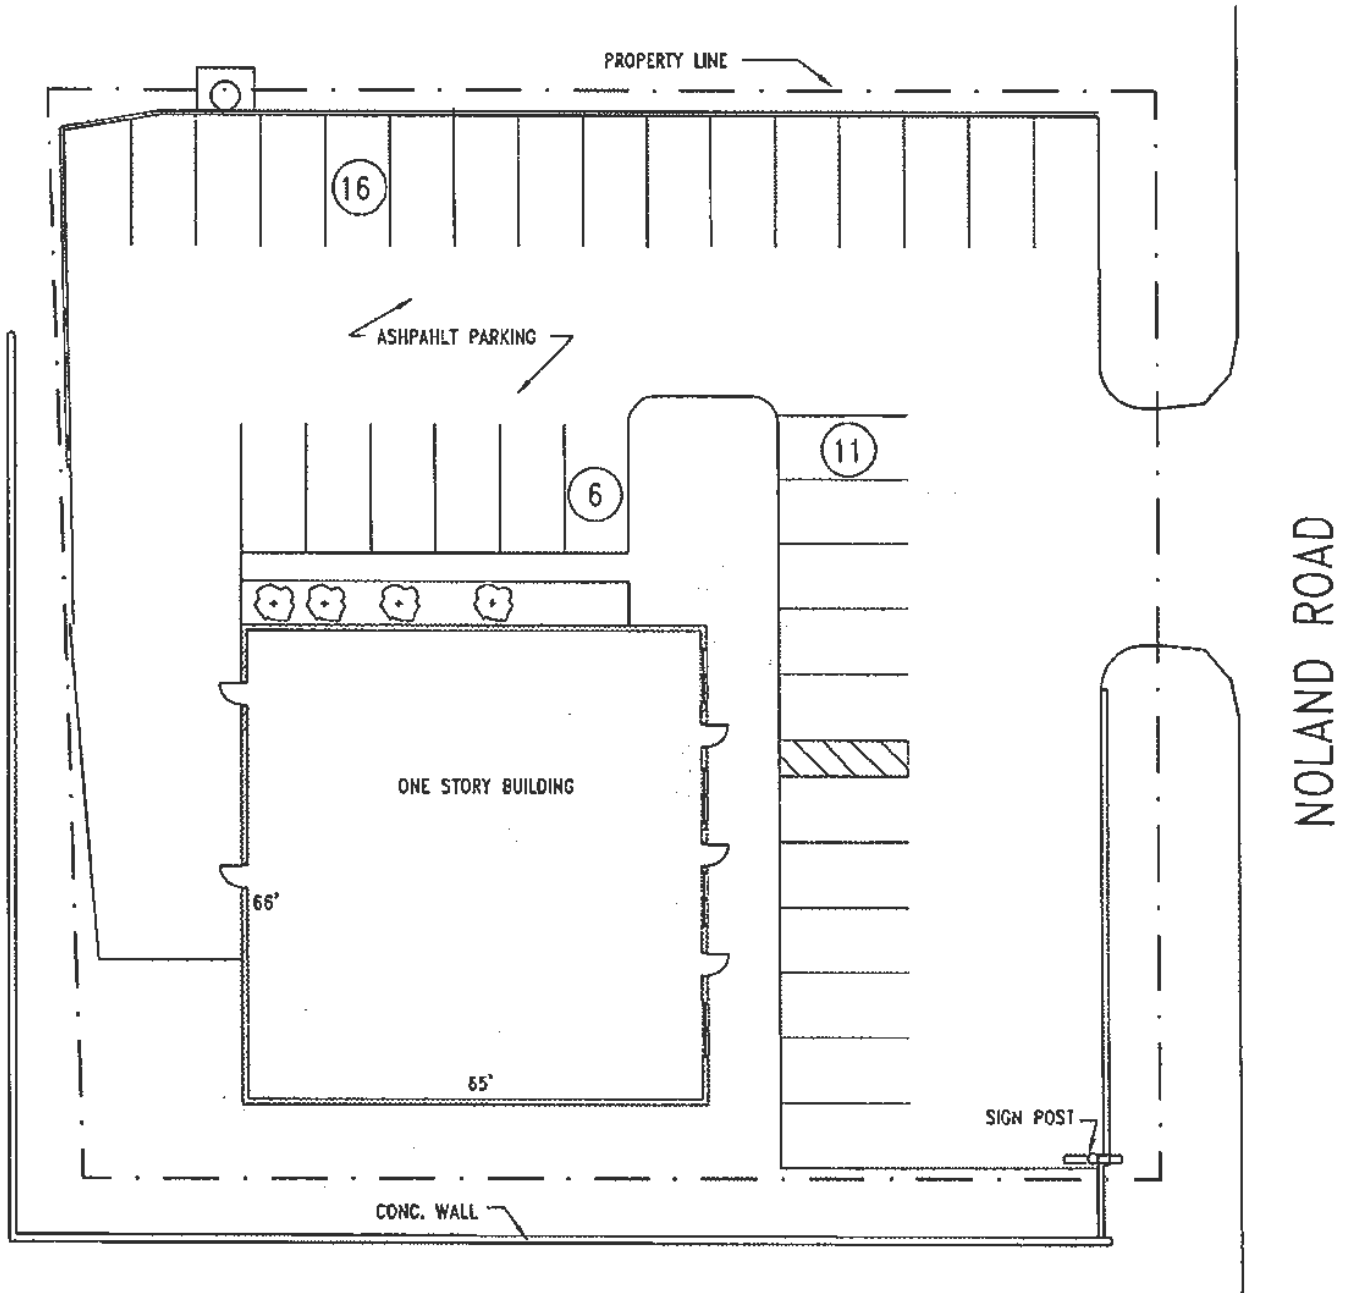 PROPERTY LINE
16
ASHPAHLT PARKING
11
6
NOLAND ROAD
ONE STORY BUILDING
66'
65'
SIGN POST
CONC. WALL